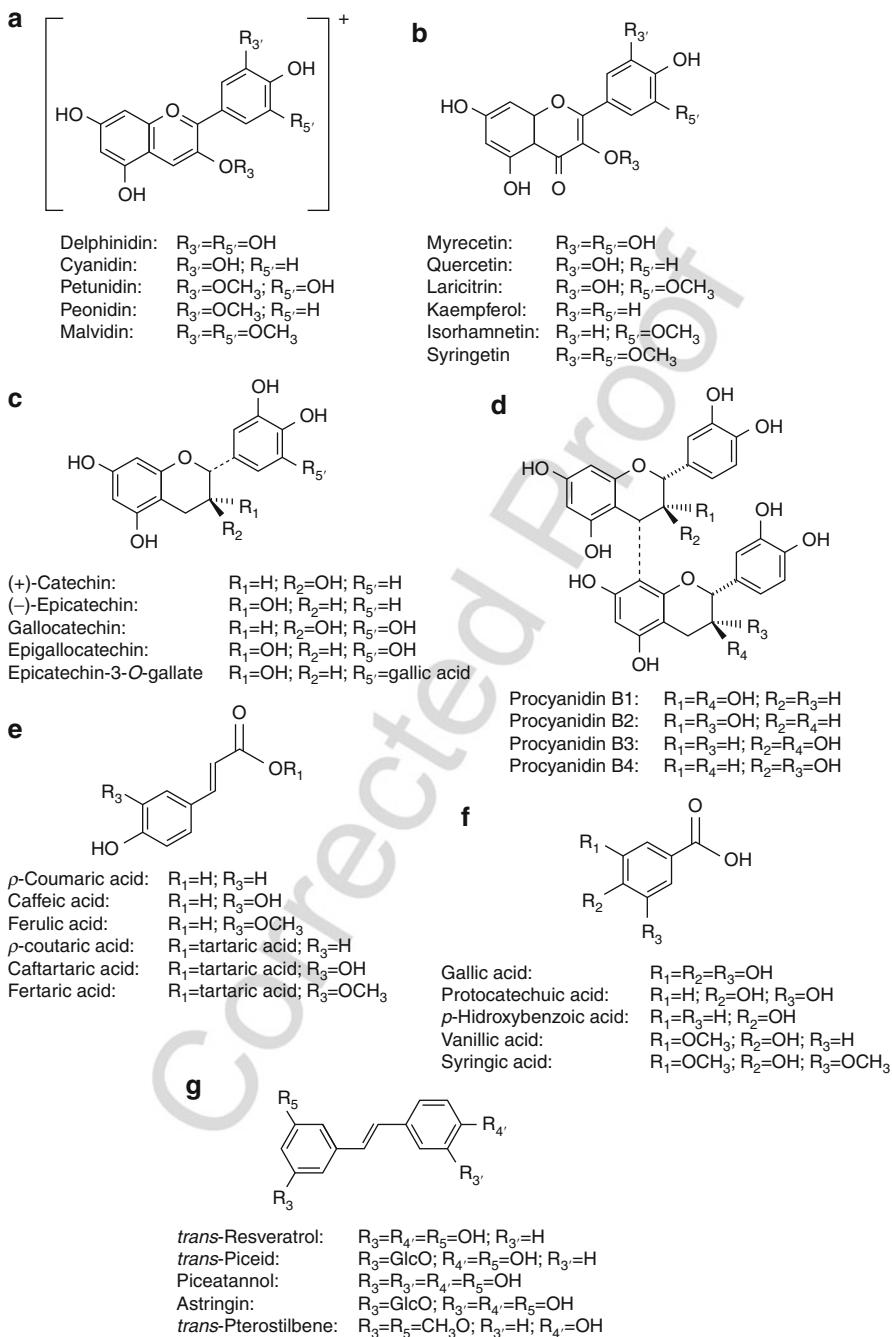 a
R3′
+
OH
HO
O
R5′
OR3
OH
Delphinidin: R3′=R5′=OH
Cyanidin: R3′=OH; R5′=H
Petunidin: R3′=OCH3; R5′=OH
Peonidin: R3′=OCH3; R5′=H
Malvidin: R3′=R5′=OCH3
b
R3′
OH
HO
O
R5′
OR3
OH
O
Myrecetin: R3′=R5′=OH
Quercetin: R3′=OH; R5′=H
Laricitrin: R3′=OH; R5′=OCH3
Kaempferol: R3′=R5′=H
Isorhamnetin: R3′=H; R5′=OCH3
Syringetin R3′=R5′=OCH3
c
OH
OH
HO
O
R5′
R1
R2
OH
(+)-Catechin: R1=H; R2=OH; R5′=H
(–)-Epicatechin: R1=OH; R2=H; R5′=H
Gallocatechin: R1=H; R2=OH; R5′=OH
Epigallocatechin: R1=OH; R2=H; R5′=OH
Epicatechin-3-O-gallate R1=OH; R2=H; R5′=gallic acid
d
OH
OH
HO
O
R1
R2
OH
OH
OH
HO
O
R3
R4
OH
Procyanidin B1: R1=R4=OH; R2=R3=H
Procyanidin B2: R1=R3=OH; R2=R4=H
Procyanidin B3: R1=R3=H; R2=R4=OH
Procyanidin B4: R1=R4=H; R2=R3=OH
e
O
R3
OR1
HO
ρ-Coumaric acid: R1=H; R3=H
Caffeic acid: R1=H; R3=OH
Ferulic acid: R1=H; R3=OCH3
ρ-coutaric acid: R1=tartaric acid; R3=H
Caftartaric acid: R1=tartaric acid; R3=OH
Fertaric acid: R1=tartaric acid; R3=OCH3
f
O
R1
OH
R2
R3
Gallic acid: R1=R2=R3=OH
Protocatechuic acid: R1=H; R2=OH; R3=OH
p-Hidroxybenzoic acid: R1=R3=H; R2=OH
Vanillic acid: R1=OCH3; R2=OH; R3=H
Syringic acid: R1=OCH3; R2=OH; R3=OCH3
g
R5
R4′
R3′
R3
trans-Resveratrol: R3=R4′=R5=OH; R3′=H
trans-Piceid: R3=GlcO; R4′=R5=OH; R3′=H
Piceatannol: R3=R3′=R4′=R5=OH
Astringin: R3=GlcO; R3′=R4′=R5=OH
trans-Pterostilbene: R3=R5=CH3O; R3′=H; R4′=OH
Corrected Proof